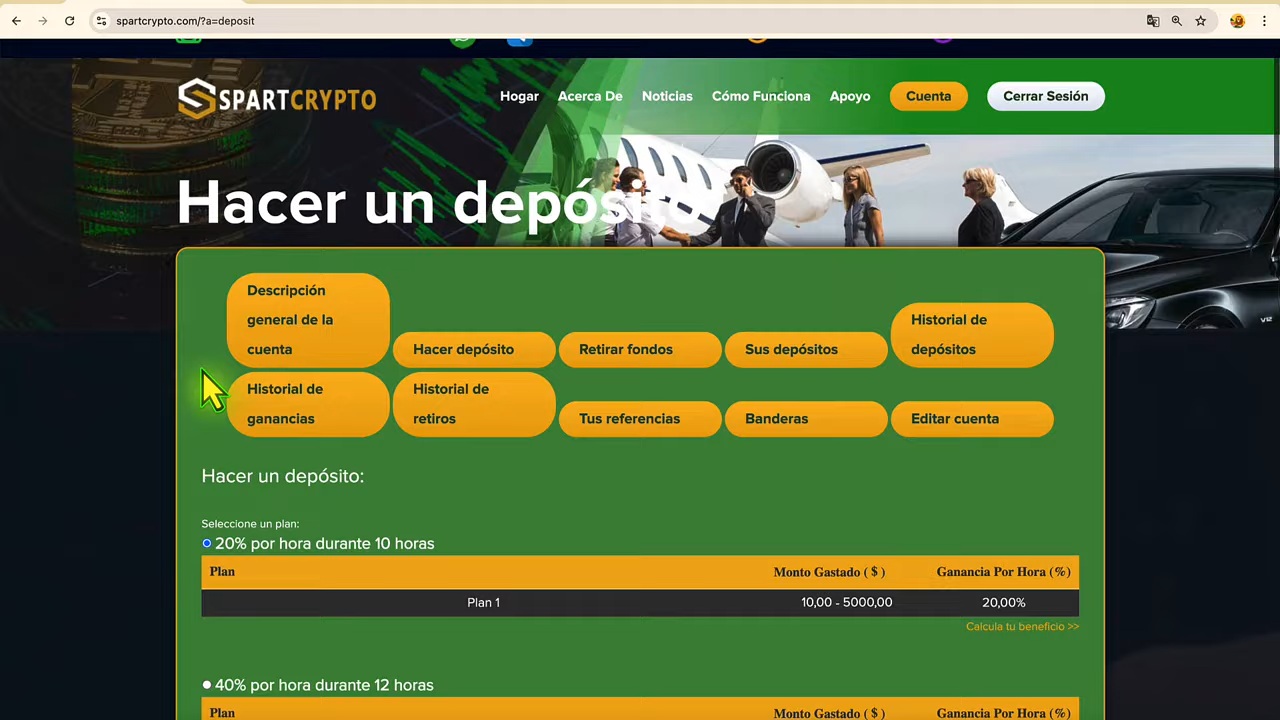 spartcrypto.com/?a=deposit
SPARTCRYPTO
Hogar Acerca De Noticias Cómo Funciona Apoyo Cuenta Cerrar Sesión
Hacer un depósito
Descripción
general de la
cuenta
Hacer depósito
Retirar fondos
Sus depósitos
Historial de
depósitos
Historial de
ganancias
Historial de
retiros
Tus referencias
Banderas
Editar cuenta
Hacer un depósito:
Seleccione un plan:
20% por hora durante 10 horas
Plan Monto Gastado ( $ ) Ganancia Por Hora (%)
Plan 1 10,00 - 5000,00 20,00%
Calcula tu beneficio >>
40% por hora durante 12 horas
Plan Monto Gastado ( $ ) Ganancia Por Hora (%)